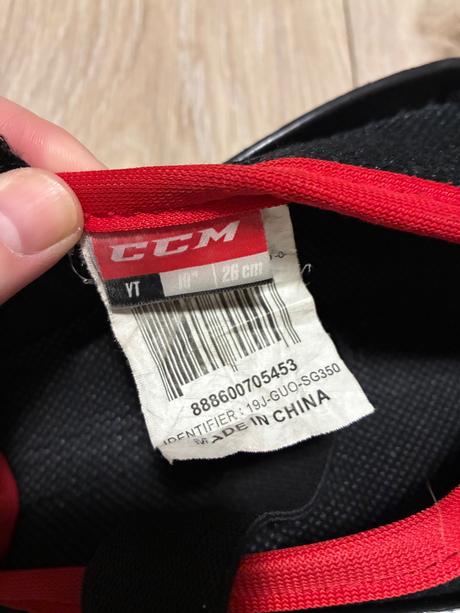 CCM
YT 10" 26 cm
888600705453
IDENTIFIER : 19J-GUO-SG350
MADE IN CHINA